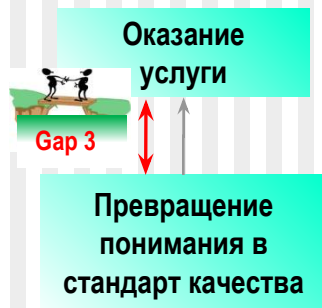 Оказание
услуги
Gap 3
Превращение
понимания в
стандарт качества